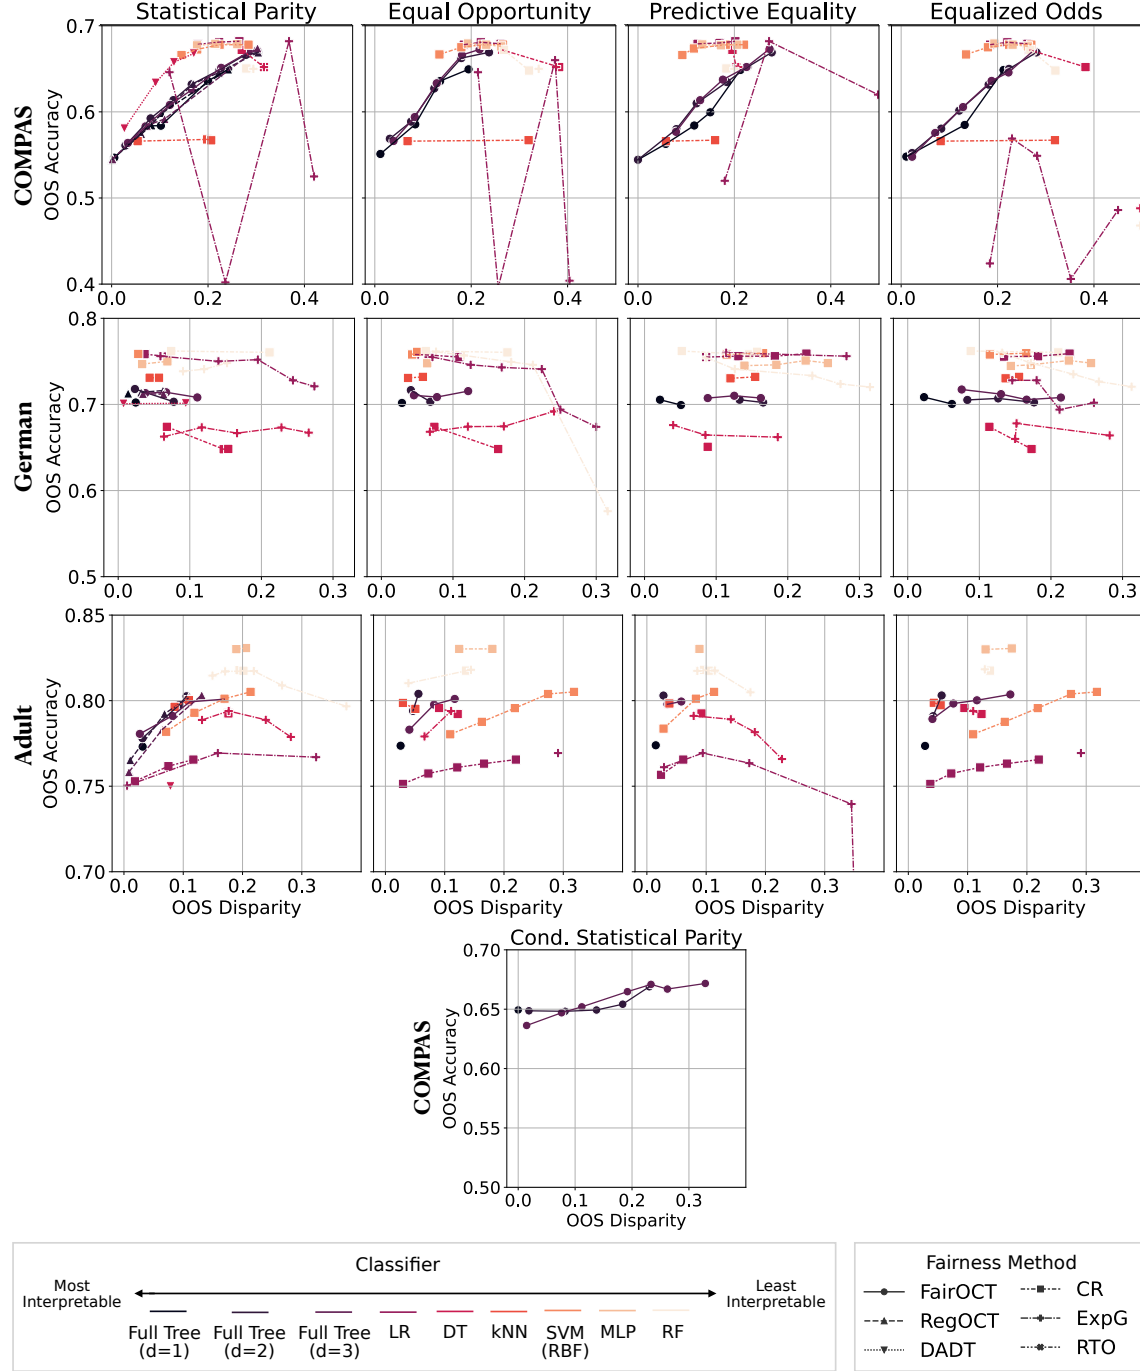 Statistical Parity Equal Opportunity Predictive Equality Equalized Odds
COMPAS
OOS Accuracy
0.7
0.6
0.5
0.4
0.0 0.2 0.4 0.0 0.2 0.4 0.0 0.2 0.4 0.0 0.2 0.4
German
OOS Accuracy
0.8
0.7
0.6
0.5
0.0 0.1 0.2 0.3 0.0 0.1 0.2 0.3 0.0 0.1 0.2 0.3 0.0 0.1 0.2 0.3
Adult
OOS Accuracy
0.85
0.80
0.75
0.70
0.0 0.1 0.2 0.3 0.0 0.1 0.2 0.3 0.0 0.1 0.2 0.3 0.0 0.1 0.2 0.3
OOS Disparity OOS Disparity OOS Disparity OOS Disparity
Cond. Statistical Parity
COMPAS
OOS Accuracy
0.70
0.65
0.60
0.55
0.50
0.0 0.1 0.2 0.3
OOS Disparity
Classifier
Most Interpretable
Least Interpretable
Full Tree (d=1)
Full Tree (d=2)
Full Tree (d=3)
LR
DT
kNN
SVM (RBF)
MLP
RF
Fairness Method
FairOCT
RegOCT
DADT
CR
ExpG
RTO